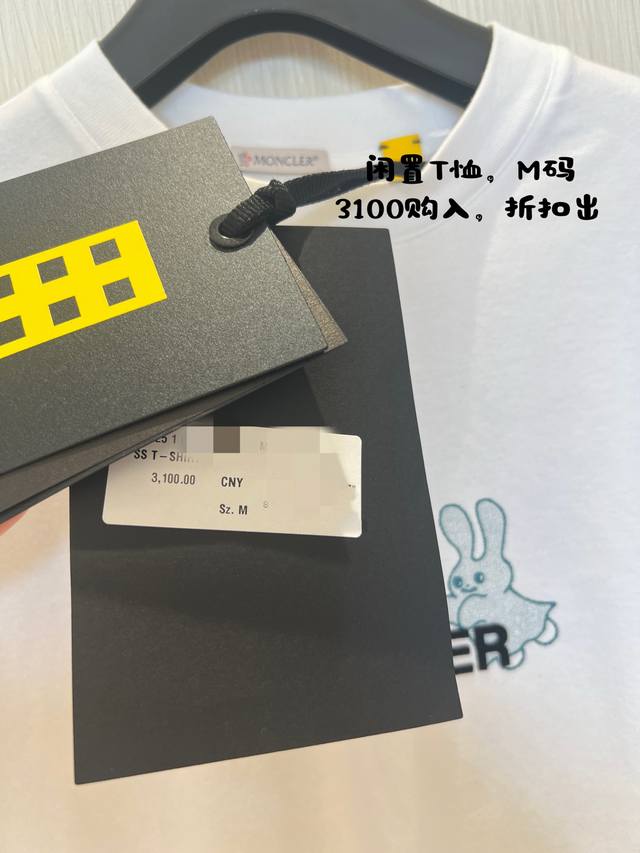 MONCLER
闲置T恤，M码
3100购入，折扣出
SS T-SHI
3,100.00 CNY
Sz. M
ER